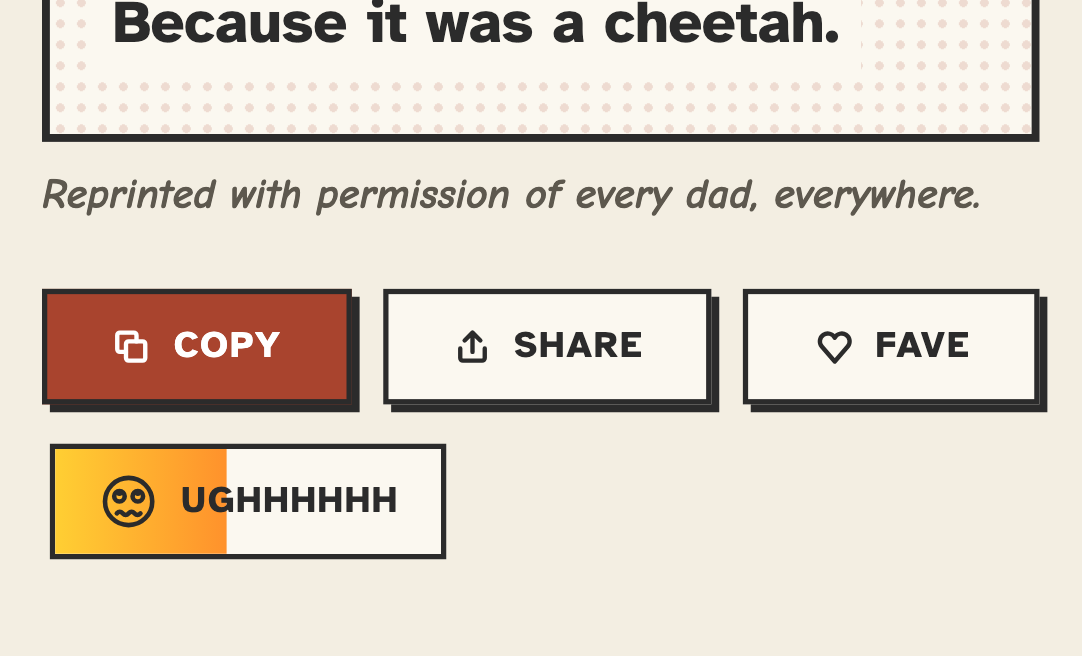 Because it was a cheetah.
Reprinted with permission of every dad, everywhere.
COPY SHARE FAVE
UGHHHHHH